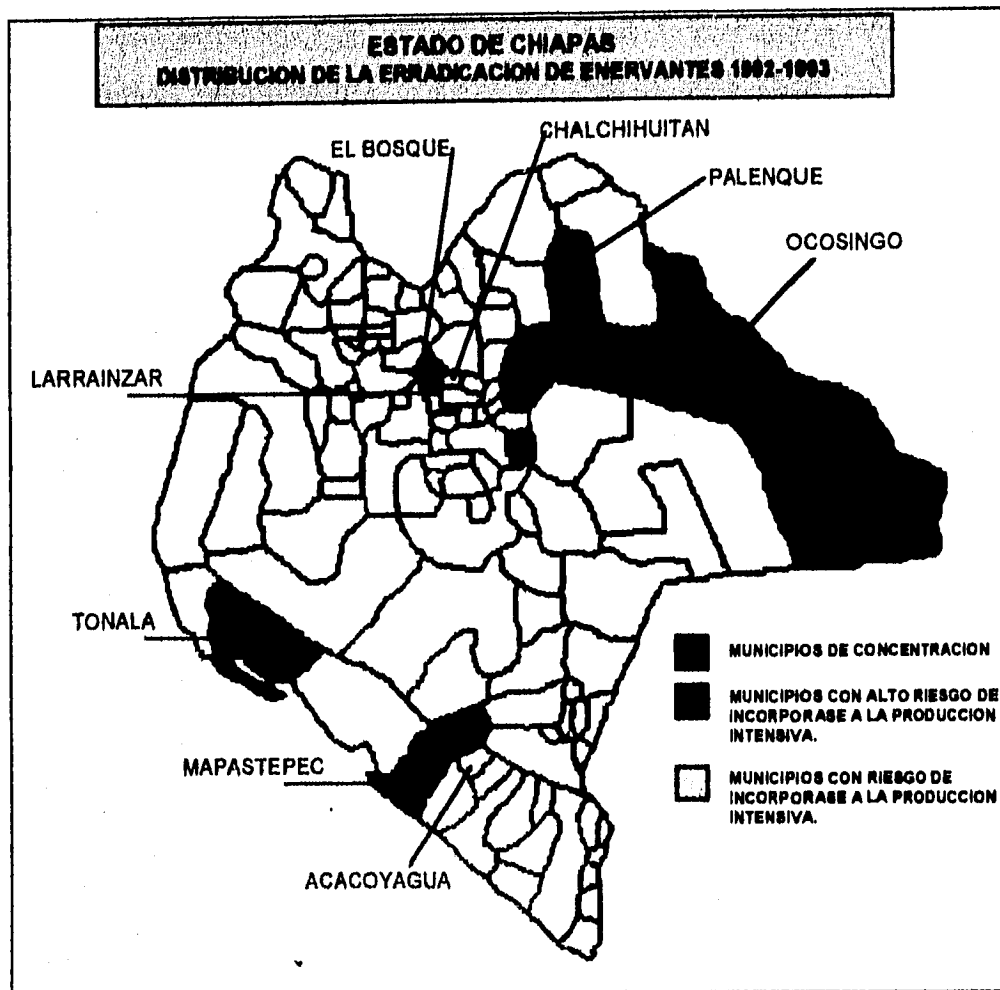 ESTADO DE CHIAPAS
DISTRIBUCION DE LA ERRADICACION DE ENERVANTES 1992-1993
CHALCHIHUITAN
EL BOSQUE
PALENQUE
OCOSINGO
LARRAINZAR
TONALA
MAPASTEPEC
ACACOYAGUA
MUNICIPIOS DE CONCENTRACION
MUNICIPIOS CON ALTO RIESGO DE
INCORPORASE A LA PRODUCCION
INTENSIVA.
MUNICIPIOS CON RIESGO DE
INCORPORASE A LA PRODUCCION
INTENSIVA.